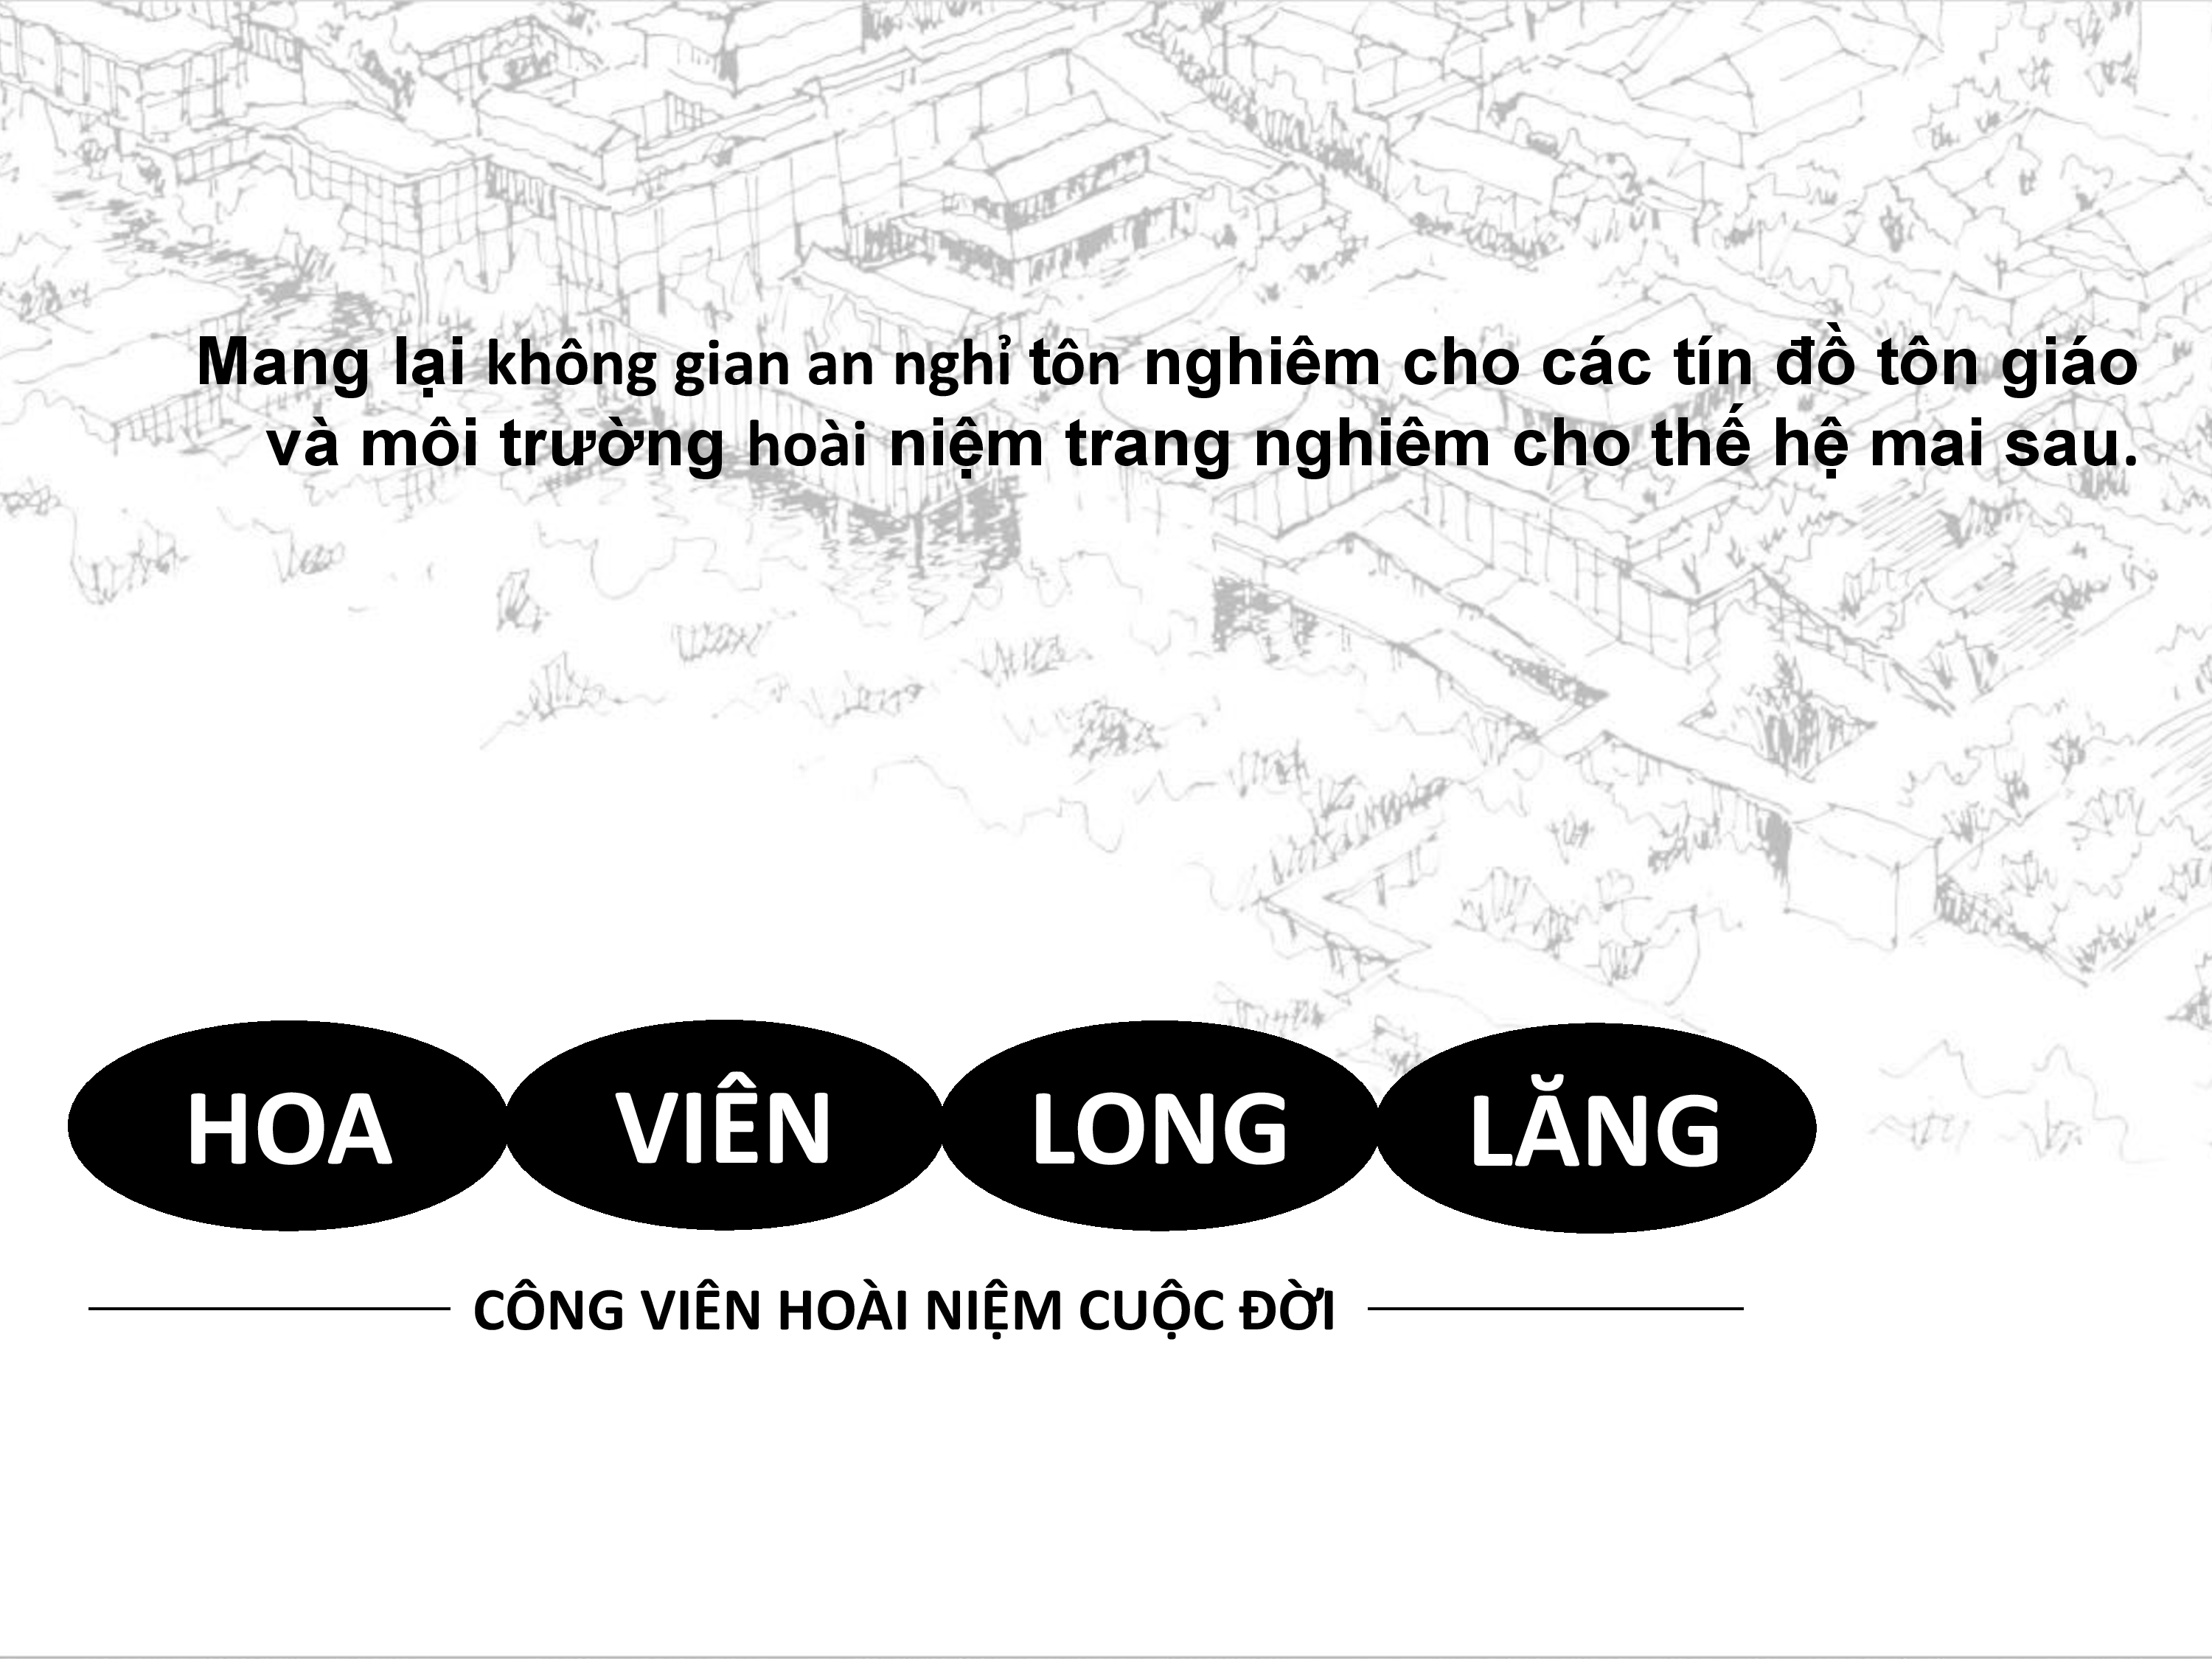 Mang lại không gian an nghỉ tôn nghiêm cho các tín đồ tôn giáo
và môi trường hoài niệm trang nghiêm cho thế hệ mai sau.
HOA VIÊN LONG LĂNG
CÔNG VIÊN HOÀI NIỆM CUỘC ĐỜI